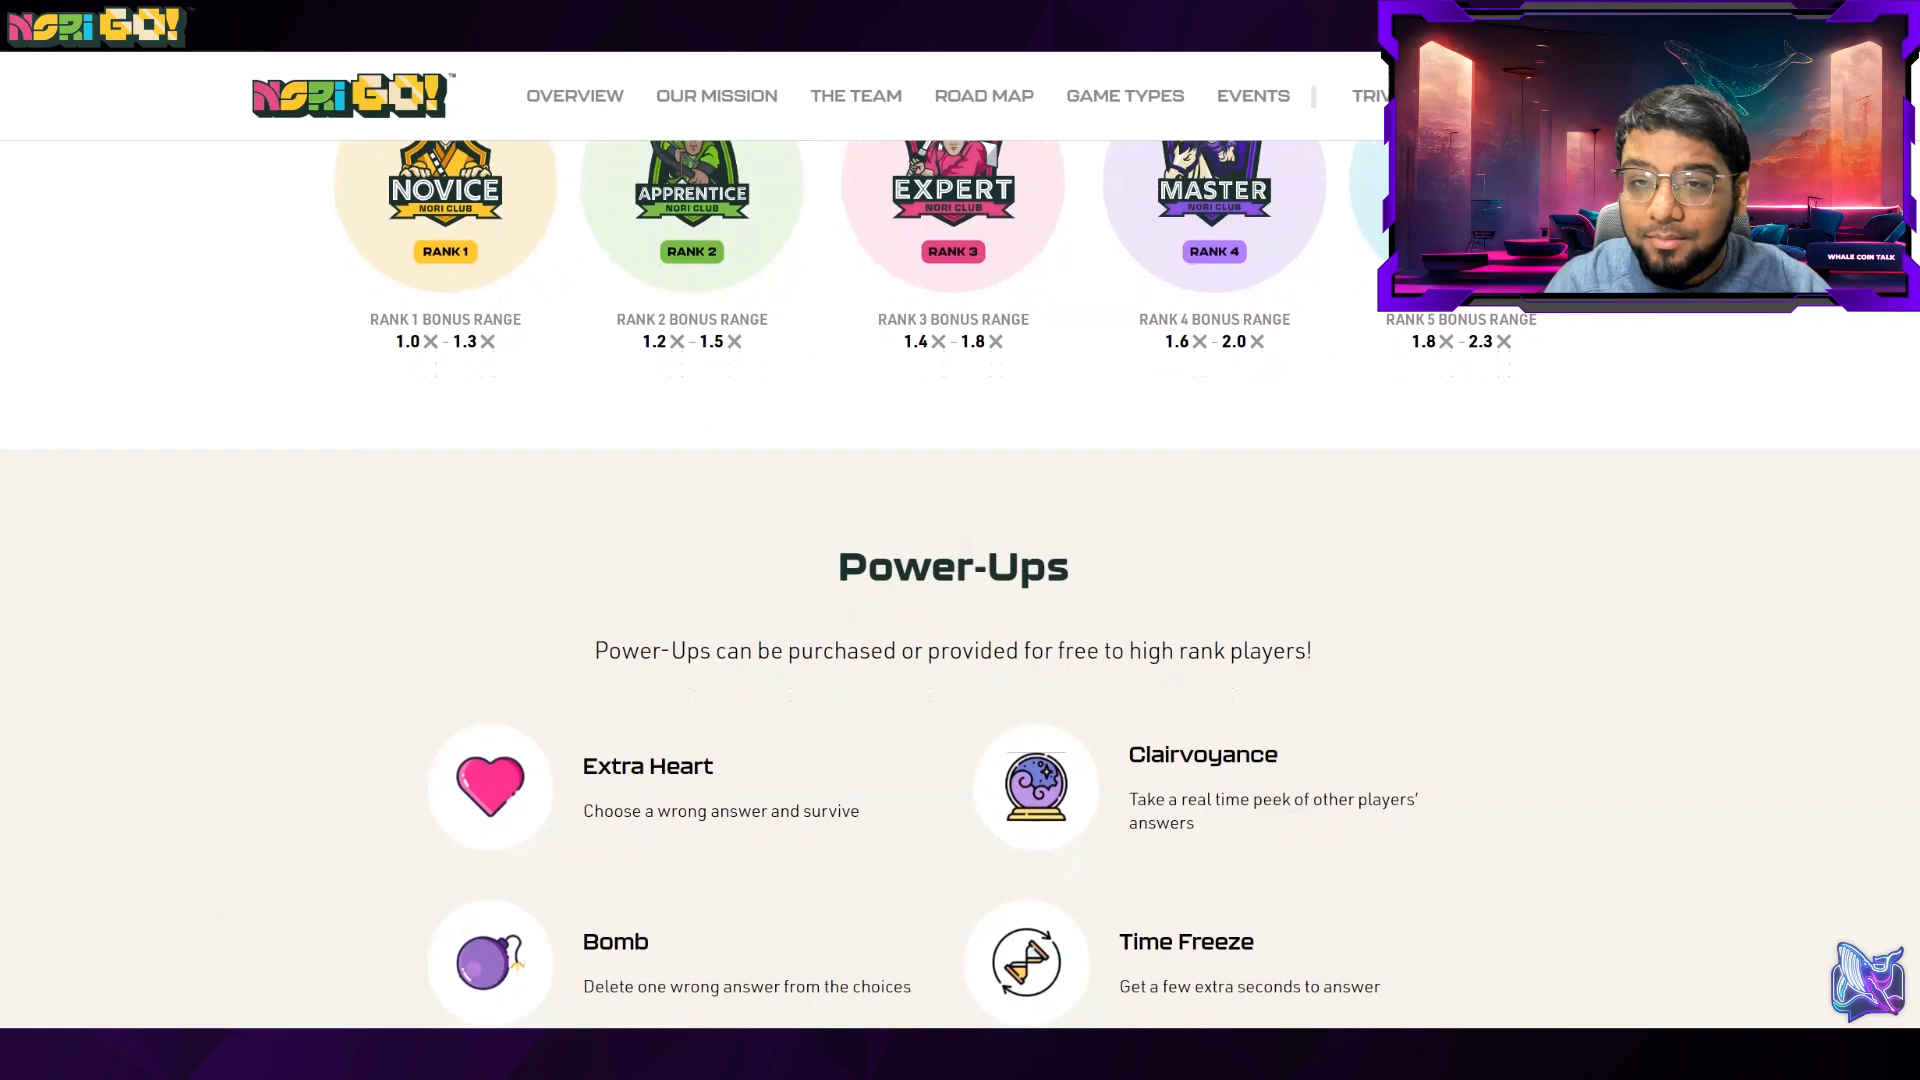 NORi GO!
NORi GO! ™
OVERVIEW OUR MISSION THE TEAM ROAD MAP GAME TYPES EVENTS
WHALE COIN TALK
NOVICE
NORI CLUB
RANK 1
APPRENTICE
NORI CLUB
RANK 2
EXPERT
NORI CLUB
RANK 3
MASTER
NORI CLUB
RANK 4
RANK 1 BONUS RANGE
1.0 X - 1.3 X
RANK 2 BONUS RANGE
1.2 X - 1.5 X
RANK 3 BONUS RANGE
1.4 X - 1.8 X
RANK 4 BONUS RANGE
1.6 X - 2.0 X
RANK 5 BONUS RANGE
1.8 X - 2.3 X
Power-Ups
Power-Ups can be purchased or provided for free to high rank players!
Extra Heart
Choose a wrong answer and survive
Clairvoyance
Take a real time peek of other players’
answers
Bomb
Delete one wrong answer from the choices
Time Freeze
Get a few extra seconds to answer